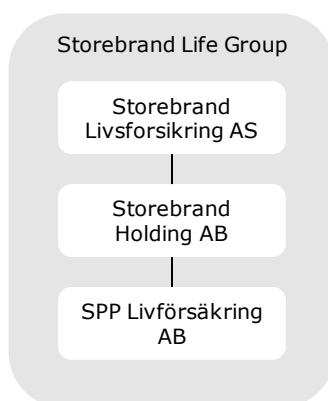 Storebrand Life Group
Storebrand
Livsforsikring AS
Storebrand
Holding AB
SPP Livförsäkring
AB